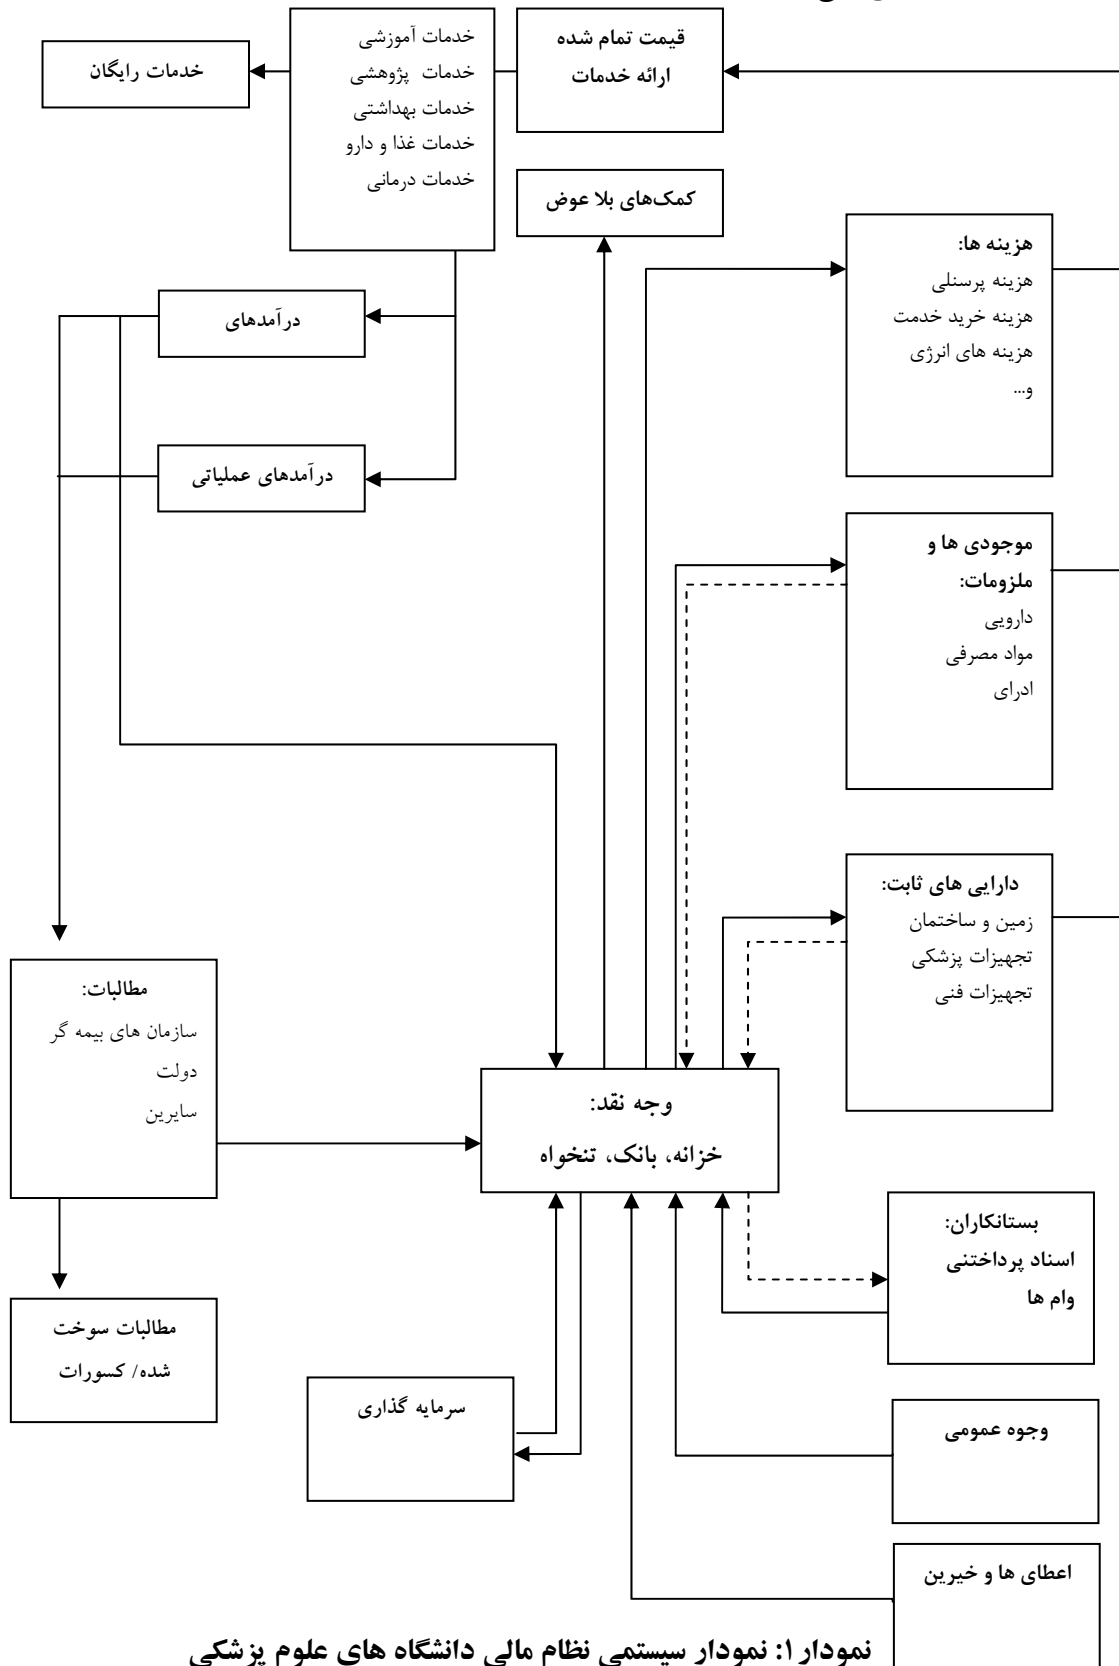 خدمات رایگان
خدمات آموزشی
خدمات پژوهشی
خدمات بهداشتی
خدمات غذا و دارو
خدمات درمانی
قیمت تمام شده
ارائه خدمات
کمک‌های بلا عوض
هزینه ها:
هزینه پرسنلی
هزینه خرید خدمت
هزینه های انرژی
و...
درآمدهای
درآمدهای عملیاتی
موجودی ها و
ملزومات:
دارویی
مواد مصرفی
ادرای
دارایی های ثابت:
زمین و ساختمان
تجهیزات پزشکی
تجهیزات فنی
مطالبات:
سازمان های بیمه گر
دولت
سایرین
وجه نقد:
خزانه، بانک، تنخواه
بستانکاران:
اسناد پرداختنی
وام ها
مطالبات سوخت
شده/ کسورات
سرمایه گذاری
وجوه عمومی
اعطای ها و خیرین
نمودار ۱: نمودار سیستمی نظام مالی دانشگاه های علوم پزشکی